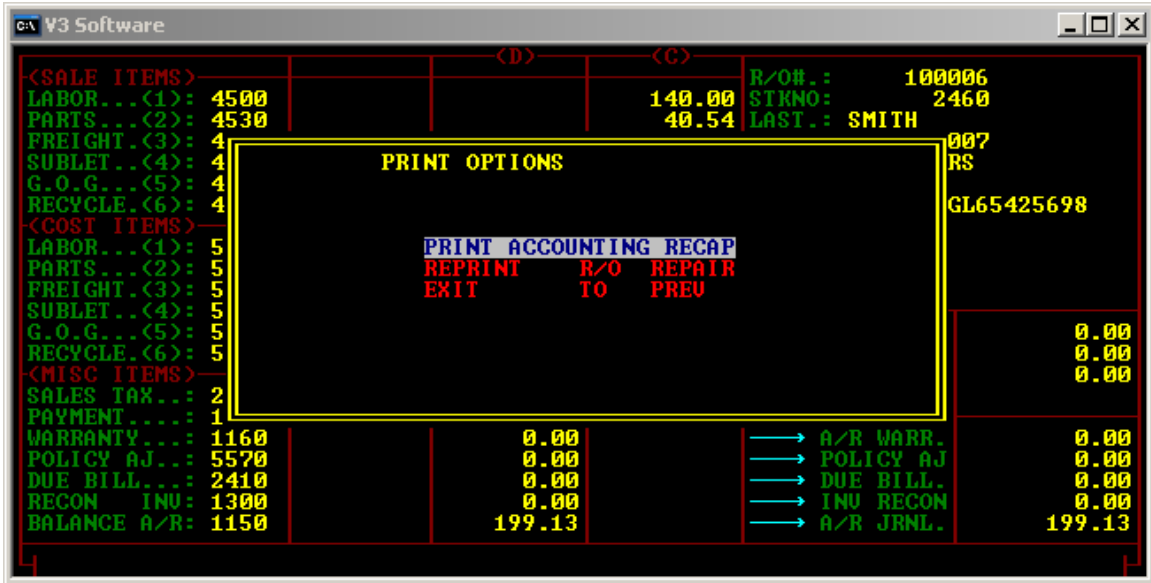 V3 Software
(D) (C)
(SALE ITEMS) R/O#.: 100006
LABOR...(1): 4500 140.00 STKNO: 2460
PARTS...(2): 4530 40.54 LAST.: SMITH
FREIGHT.(3): 4 007
SUBLET..(4): 4 PRINT OPTIONS RS
G.O.G...(5): 4
RECYCLE.(6): 4 GL65425698
(COST ITEMS)
LABOR...(1): 5 PRINT ACCOUNTING RECAP
PARTS...(2): 5 REPRINT R/O REPAIR
FREIGHT.(3): 5 EXIT TO PREV
SUBLET..(4): 5
G.O.G...(5): 5 0.00
RECYCLE.(6): 5 0.00
(MISC ITEMS) 0.00
SALES TAX..: 2
PAYMENT....: 1
WARRANTY...: 1160 0.00 → A/R WARR. 0.00
POLICY AJ..: 5570 0.00 → POLICY AJ 0.00
DUE BILL...: 2410 0.00 → DUE BILL. 0.00
RECON INV: 1300 0.00 → INV RECON 0.00
BALANCE A/R: 1150 199.13 → A/R JRNL. 199.13